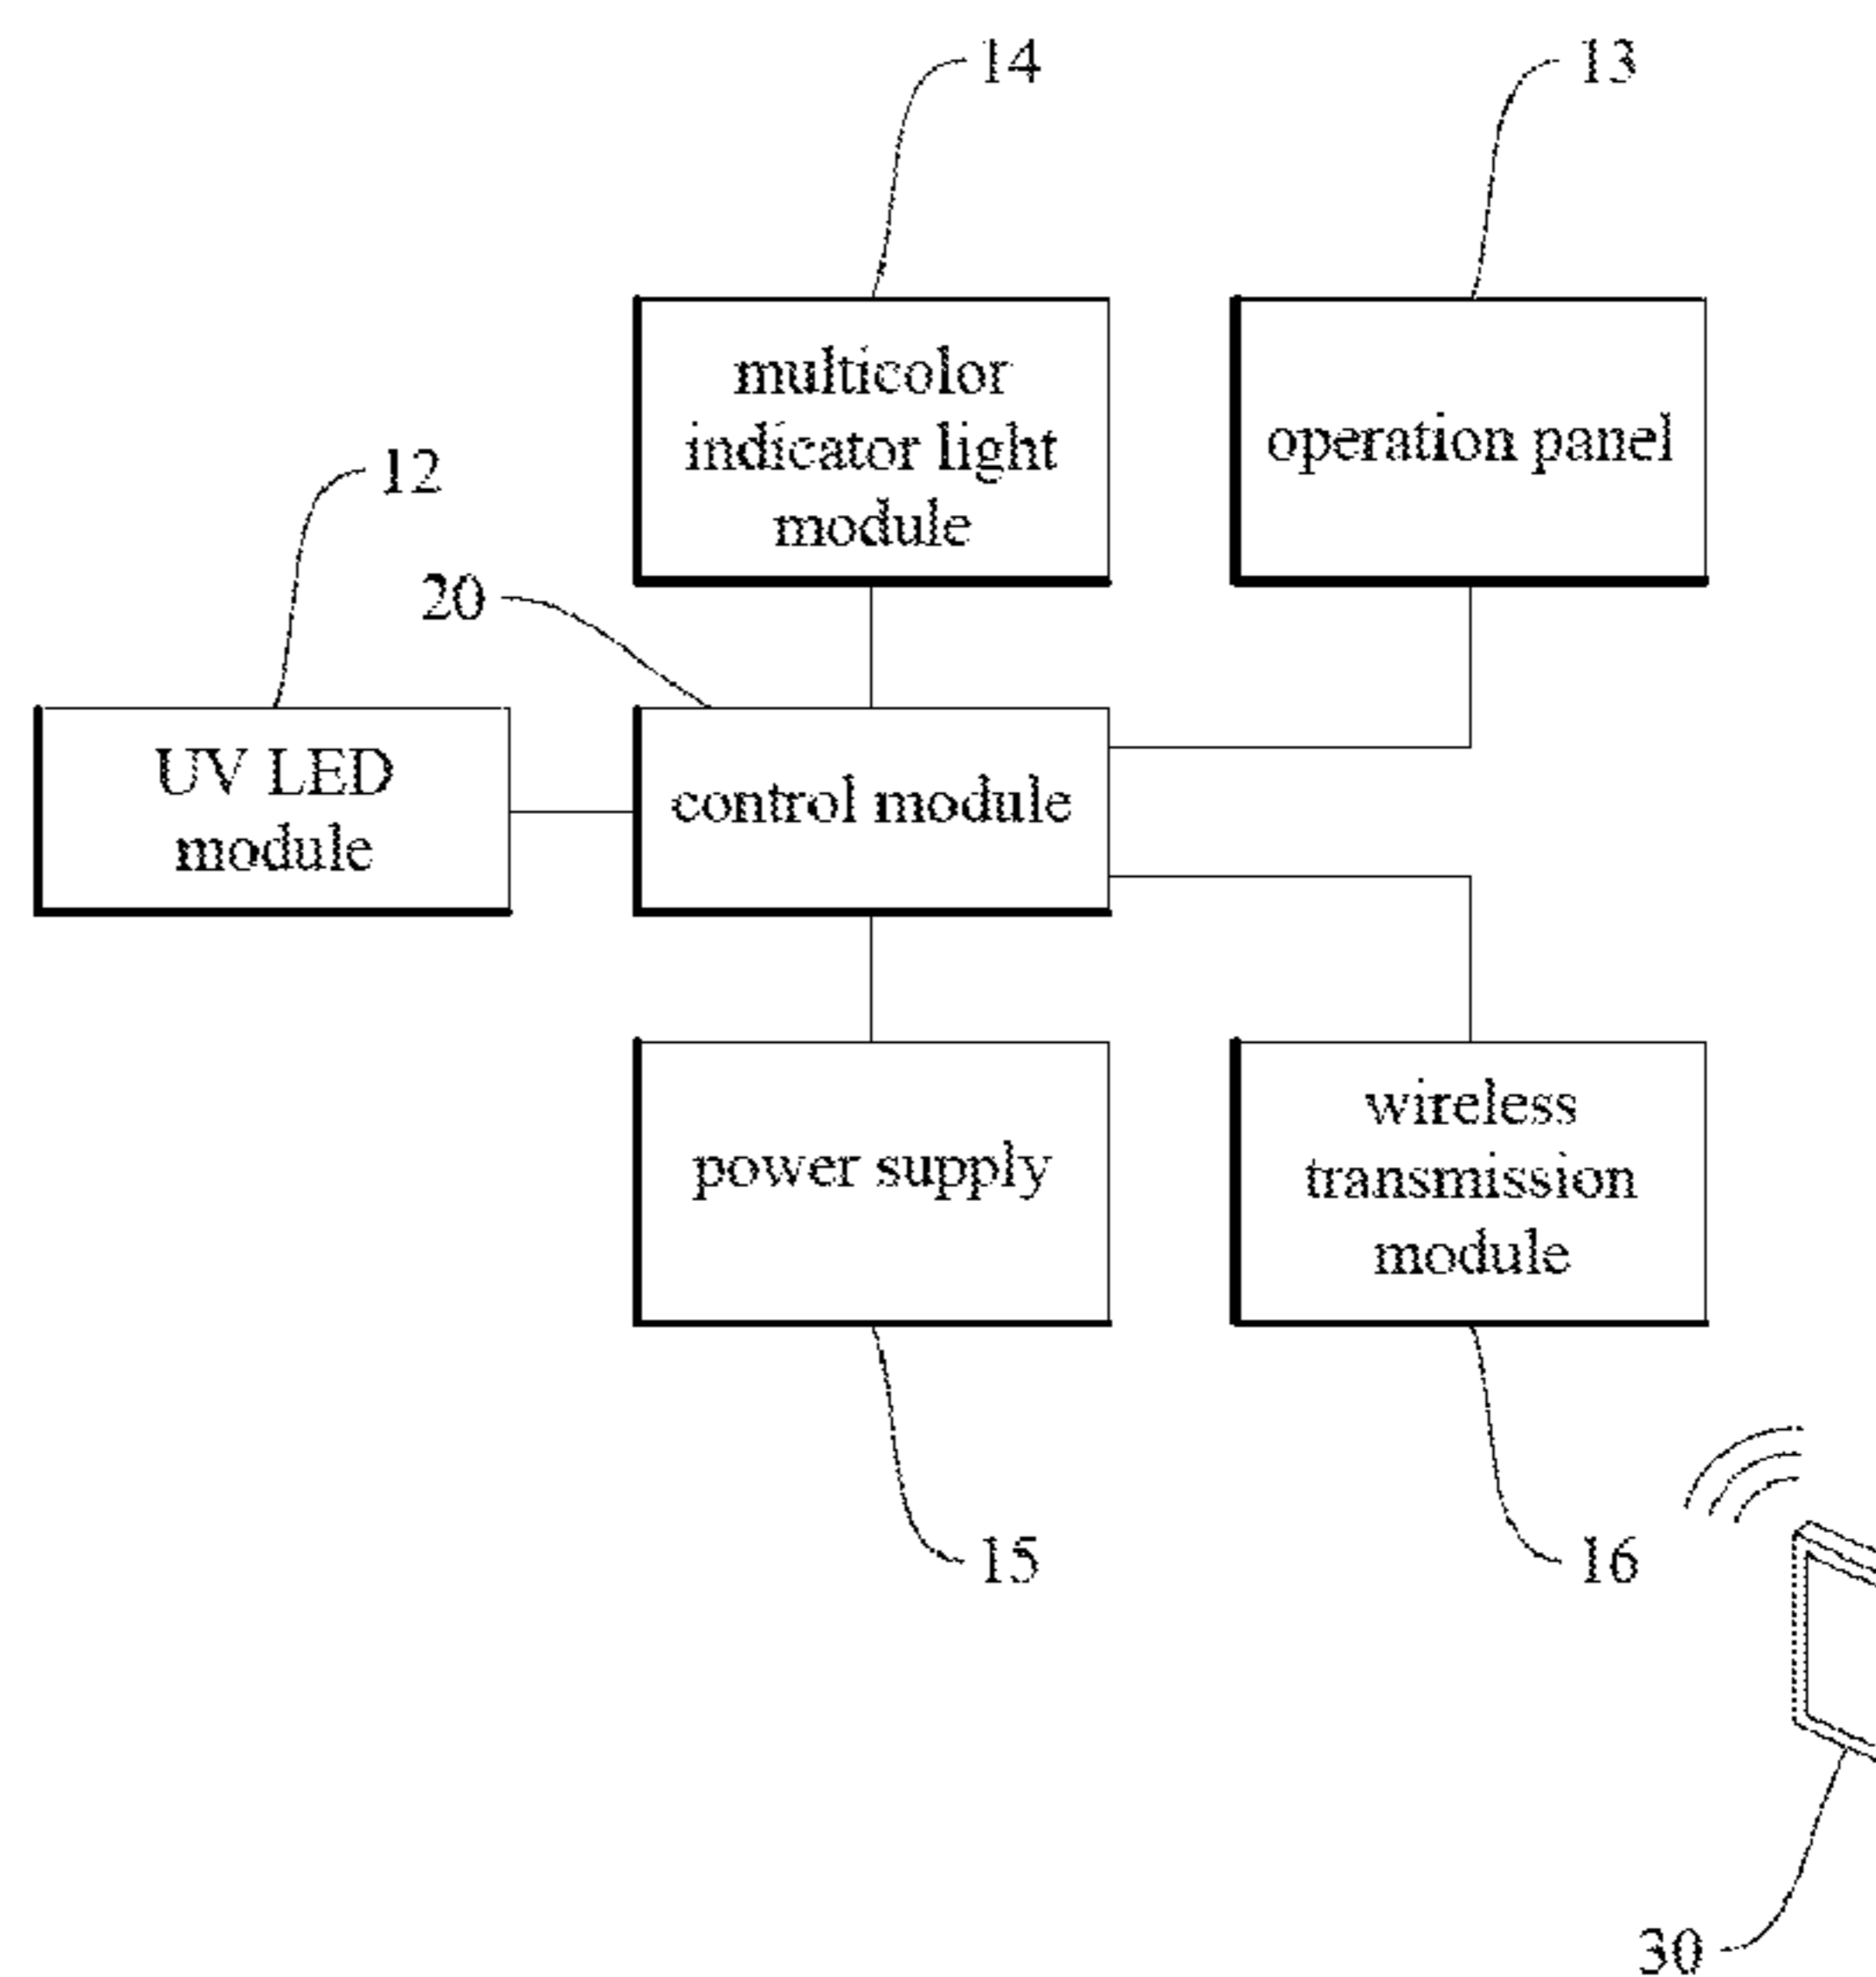 14
13
multicolor
indicator light
module
operation panel
12
20
UV LED
module
control module
power supply
wireless
transmission
module
15
16
30